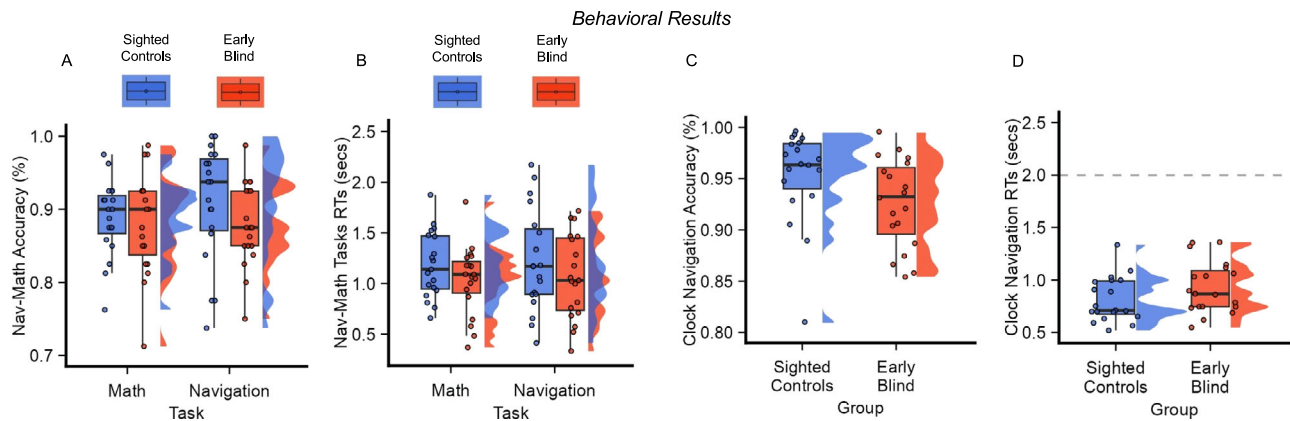 Behavioral Results
A
Sighted
Controls
Early
Blind
Nav-Math Accuracy (%)
1.0
0.9
0.8
0.7
Math
Navigation
Task
B
Sighted
Controls
Early
Blind
Nav-Math Tasks RTs (secs)
2.5
2.0
1.5
1.0
0.5
Math
Navigation
Task
C
Clock Navigation Accuracy (%)
1.00
0.95
0.90
0.85
0.80
Sighted
Controls
Early
Blind
Group
D
Clock Navigation RTs (secs)
2.5
2.0
1.5
1.0
0.5
Sighted
Controls
Early
Blind
Group